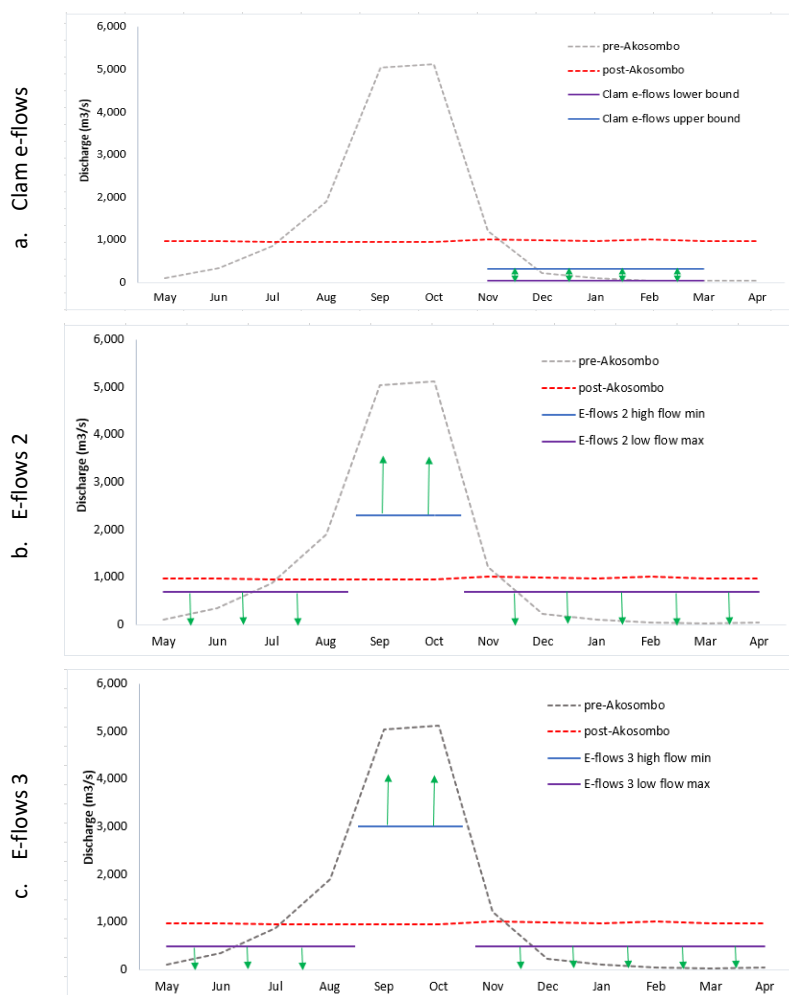 a. Clam e-flows
Discharge (m3/s)
6,000
5,000
4,000
3,000
2,000
1,000
0
pre-Akosombo
post-Akosombo
Clam e-flows lower bound
Clam e-flows upper bound
May Jun Jul Aug Sep Oct Nov Dec Jan Feb Mar Apr
b. E-flows 2
Discharge (m3/s)
6,000
5,000
4,000
3,000
2,000
1,000
0
pre-Akosombo
post-Akosombo
E-flows 2 high flow min
E-flows 2 low flow max
May Jun Jul Aug Sep Oct Nov Dec Jan Feb Mar Apr
c. E-flows 3
Discharge (m3/s)
6,000
5,000
4,000
3,000
2,000
1,000
0
pre-Akosombo
post-Akosombo
E-flows 3 high flow min
E-flows 3 low flow max
May Jun Jul Aug Sep Oct Nov Dec Jan Feb Mar Apr